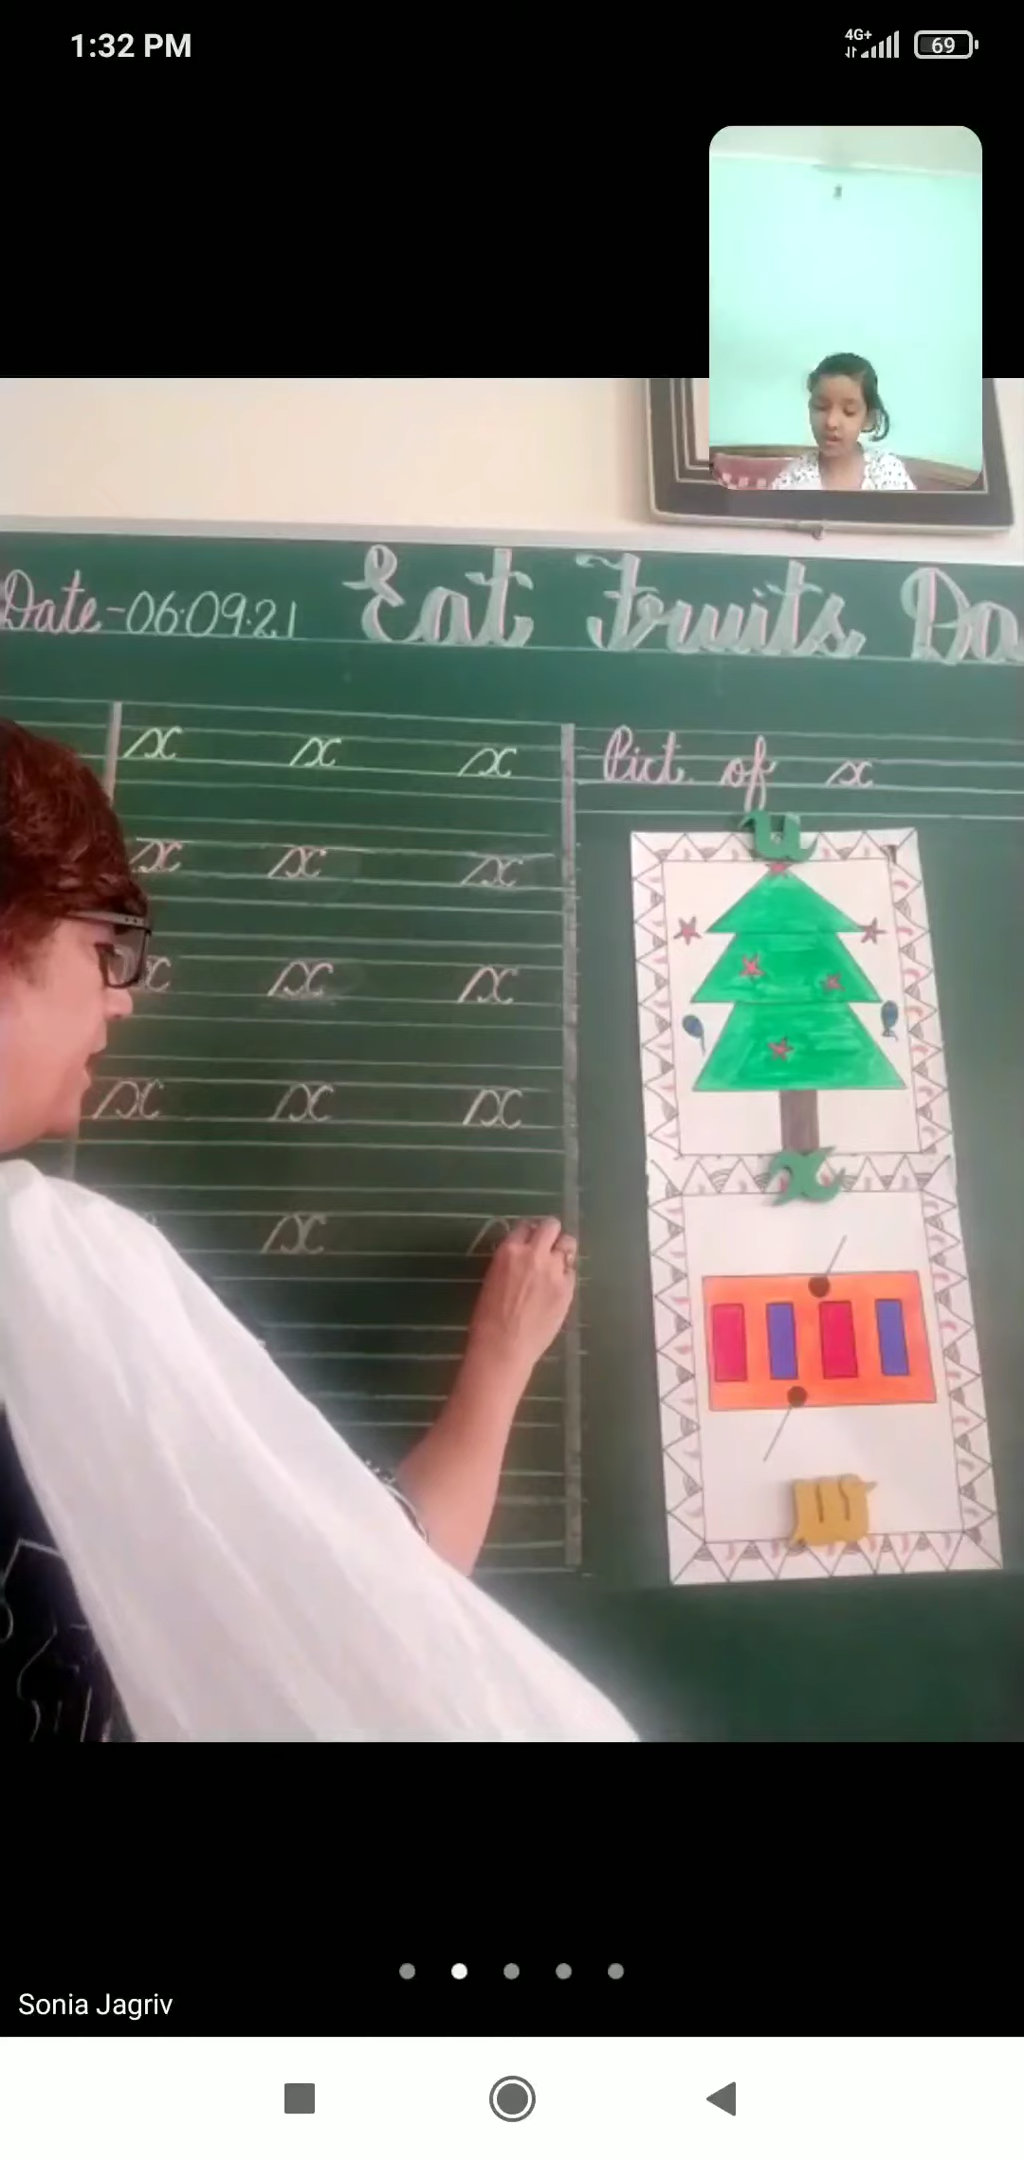 1:32 PM 4G+ 69
Date-06.09.21 Eat Fruits Da
x x x Pict. of x
u
x x x
x x x
x x x
x
x
Sonia Jagriv